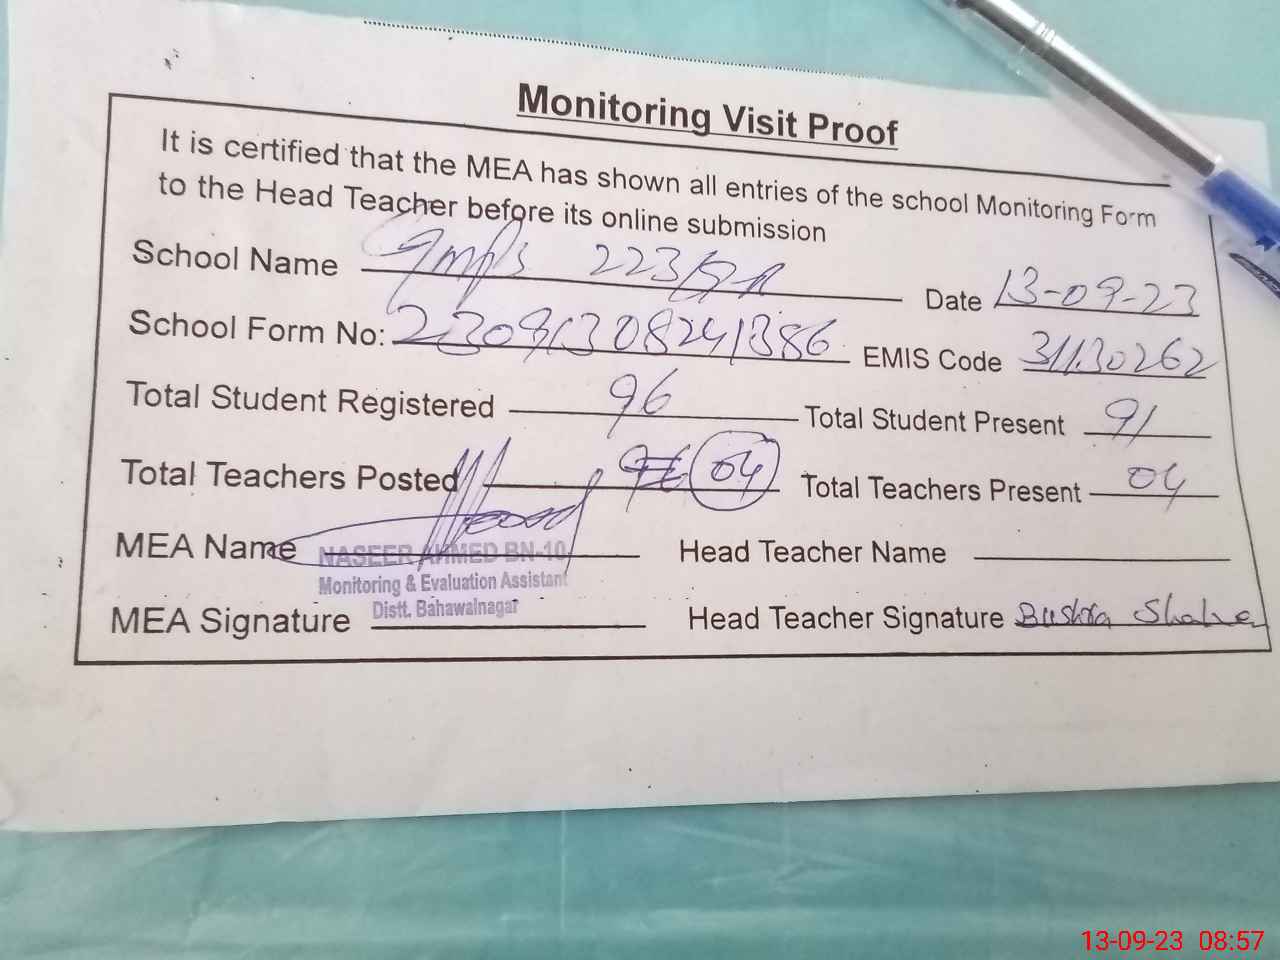 Monitoring Visit Proof
It is certified that the MEA has shown all entries of the school Monitoring Form
to the Head Teacher before its online submission
School Name Gmps 223/9-R Date 13-09-23
School Form No: 23091308241386 EMIS Code 31130262
Total Student Registered 96 Total Student Present 91
Total Teachers Posted 04 Total Teachers Present 04
MEA Name NASEER AHMED BN-10 Head Teacher Name
Monitoring & Evaluation Assistant
Distt. Bahawalnagar
MEA Signature Head Teacher Signature Bushra
13-09-23 08:57